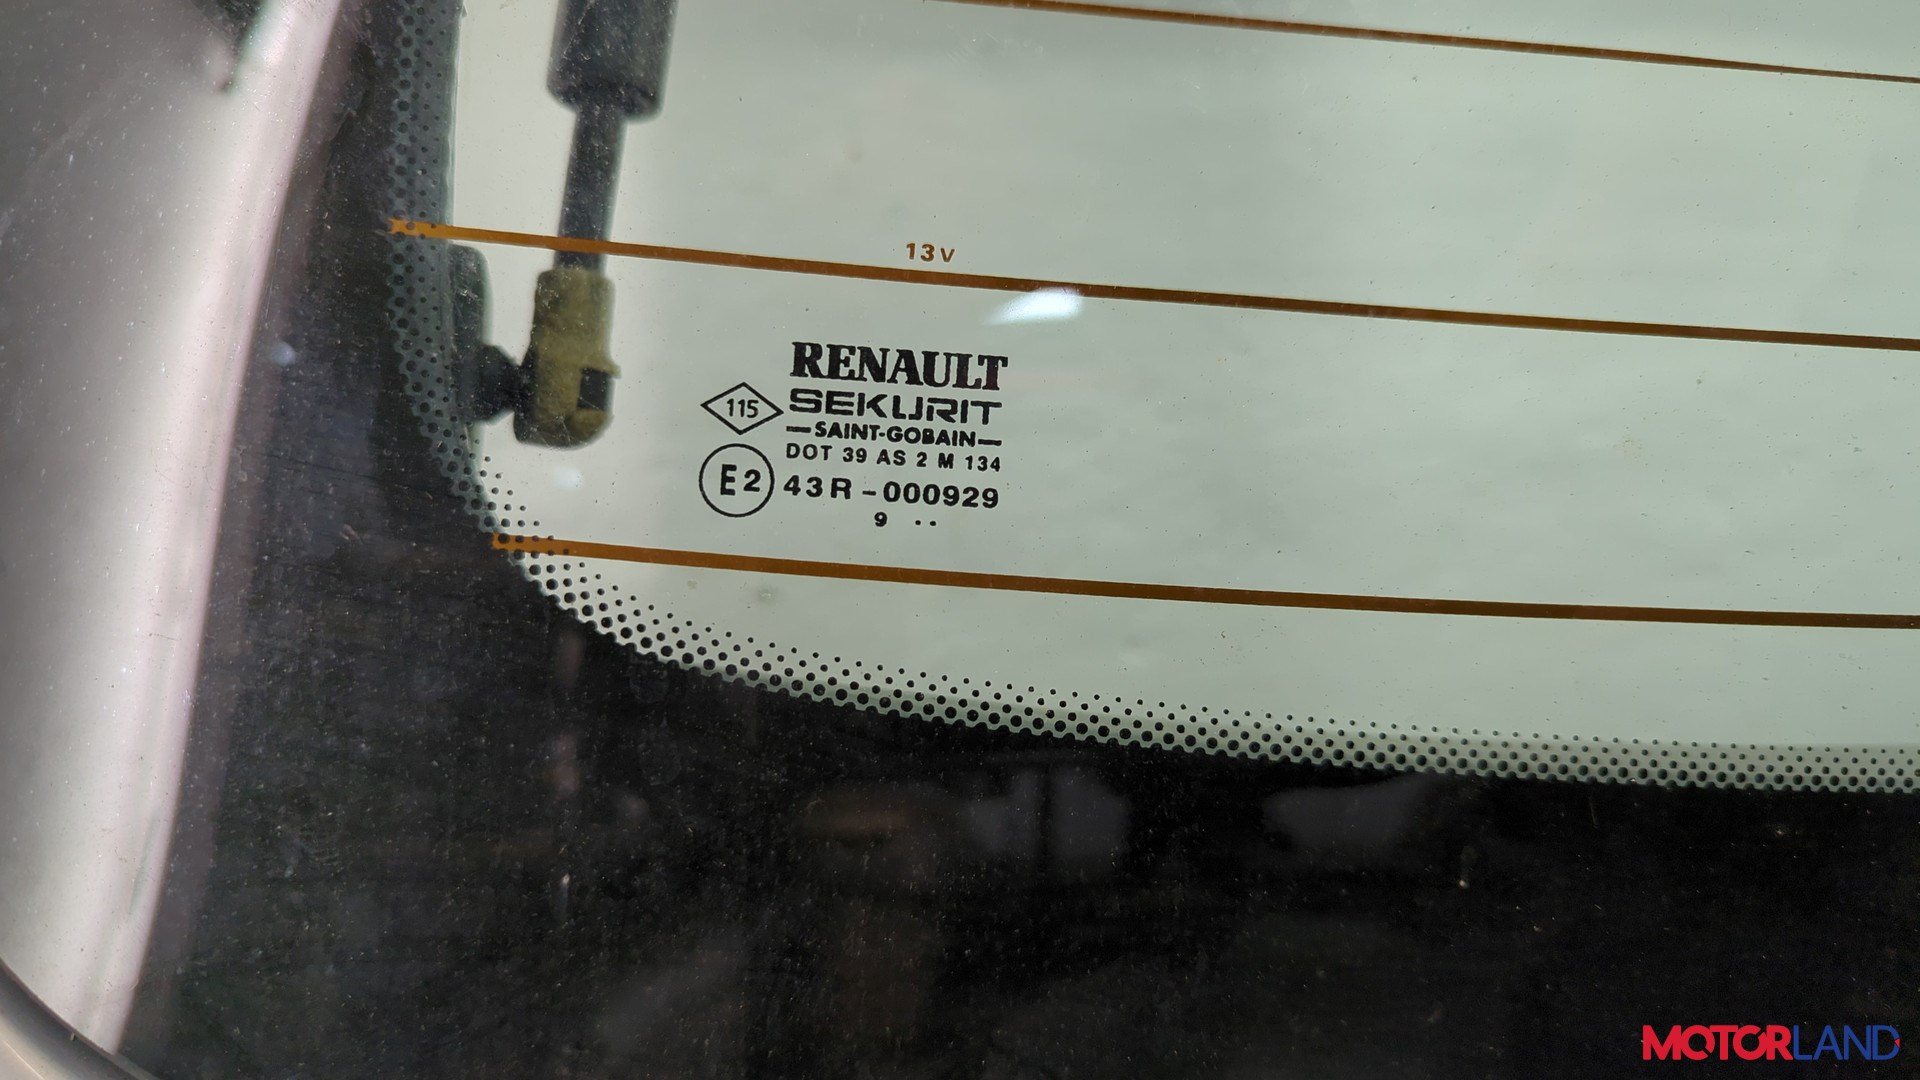 13V
RENAULT
115
SEKURIT
SAINT-GOBAIN
DOT 39 AS 2 M 134
E2 43R-000929
9 ..
MOTORLAND